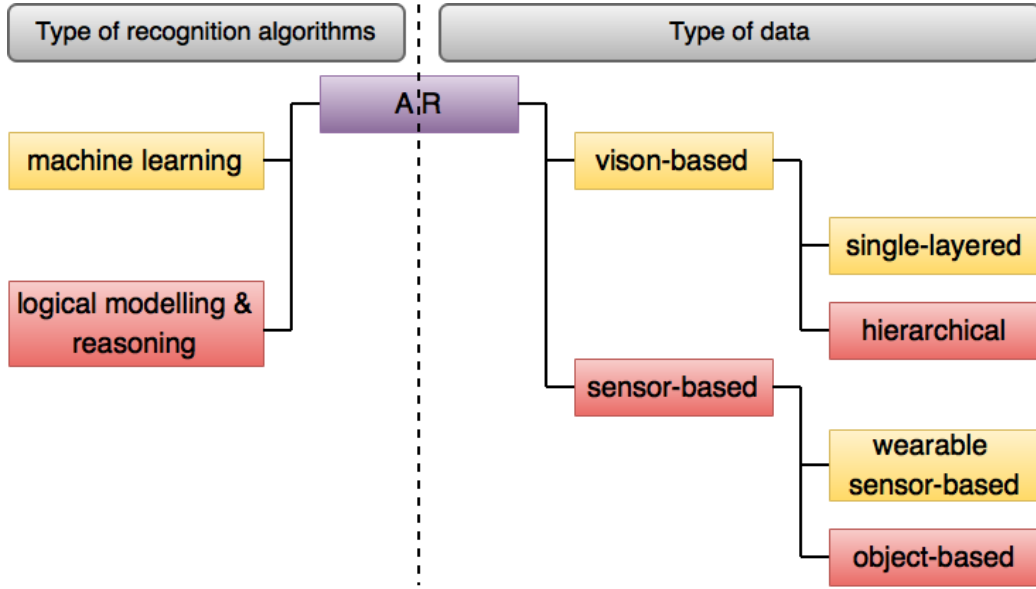 Type of recognition algorithms
Type of data
AR
machine learning
vison-based
single-layered
logical modelling &
reasoning
hierarchical
sensor-based
wearable
sensor-based
object-based